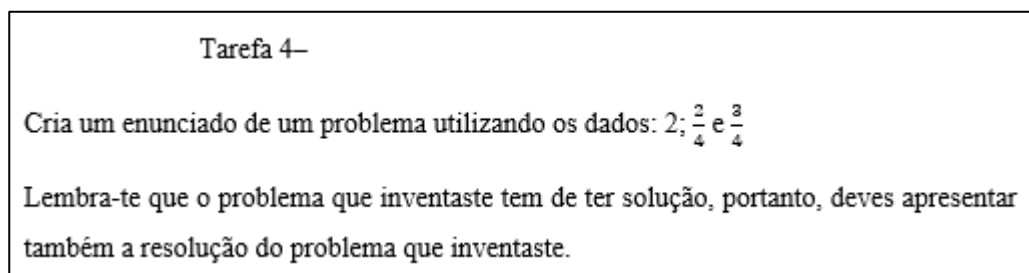 Tarefa 4–
Cria um enunciado de um problema utilizando os dados: 2; 2/4 e 3/4
Lembra-te que o problema que inventaste tem de ter solução, portanto, deves apresentar
também a resolução do problema que inventaste.